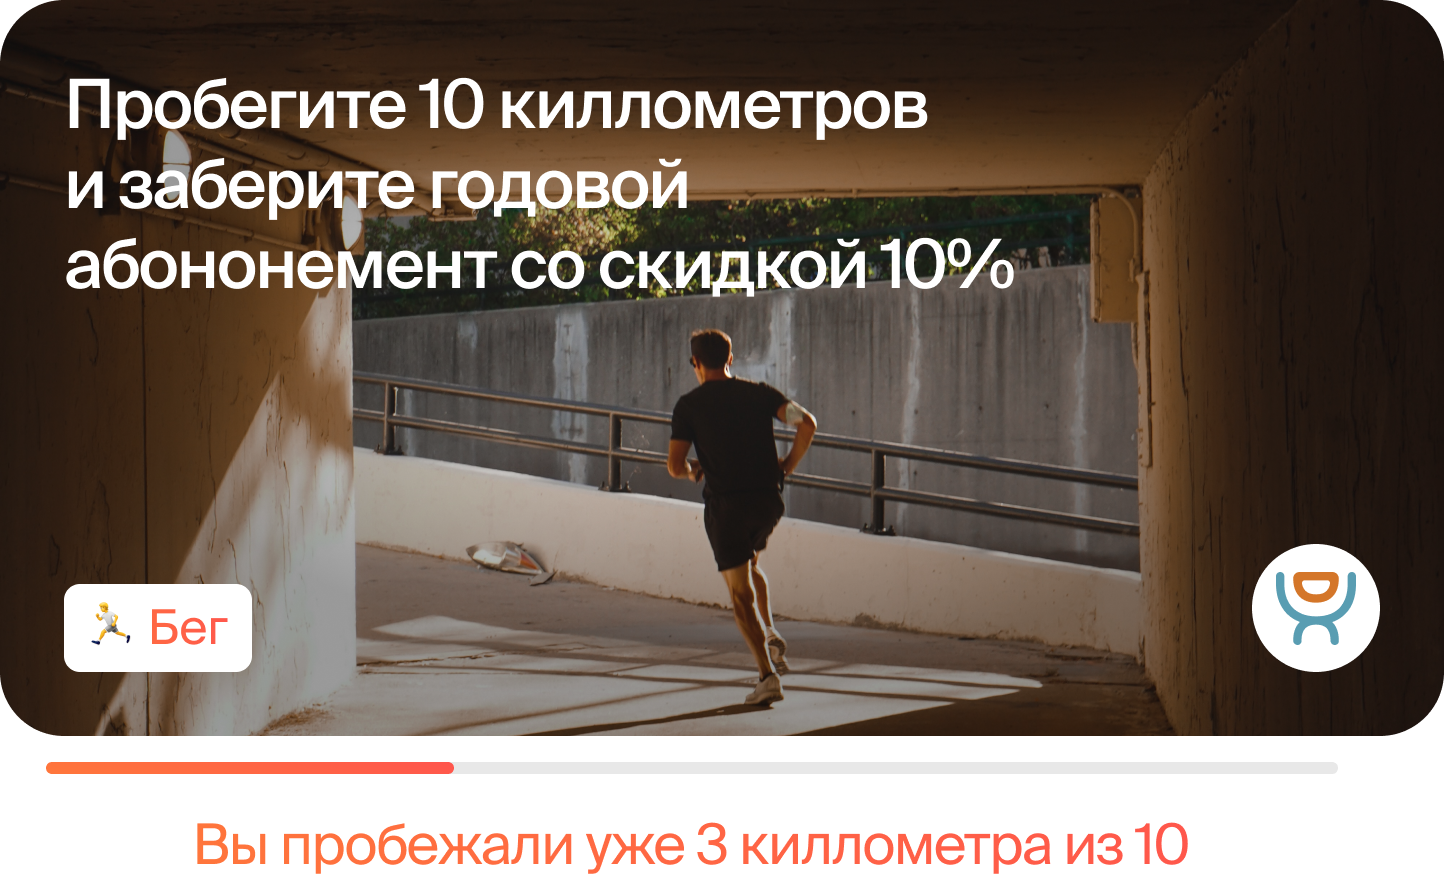 Пробегите 10 киллометров
и заберите годовой
абононемент со скидкой 10%
Бег
Вы пробежали уже 3 киллометра из 10